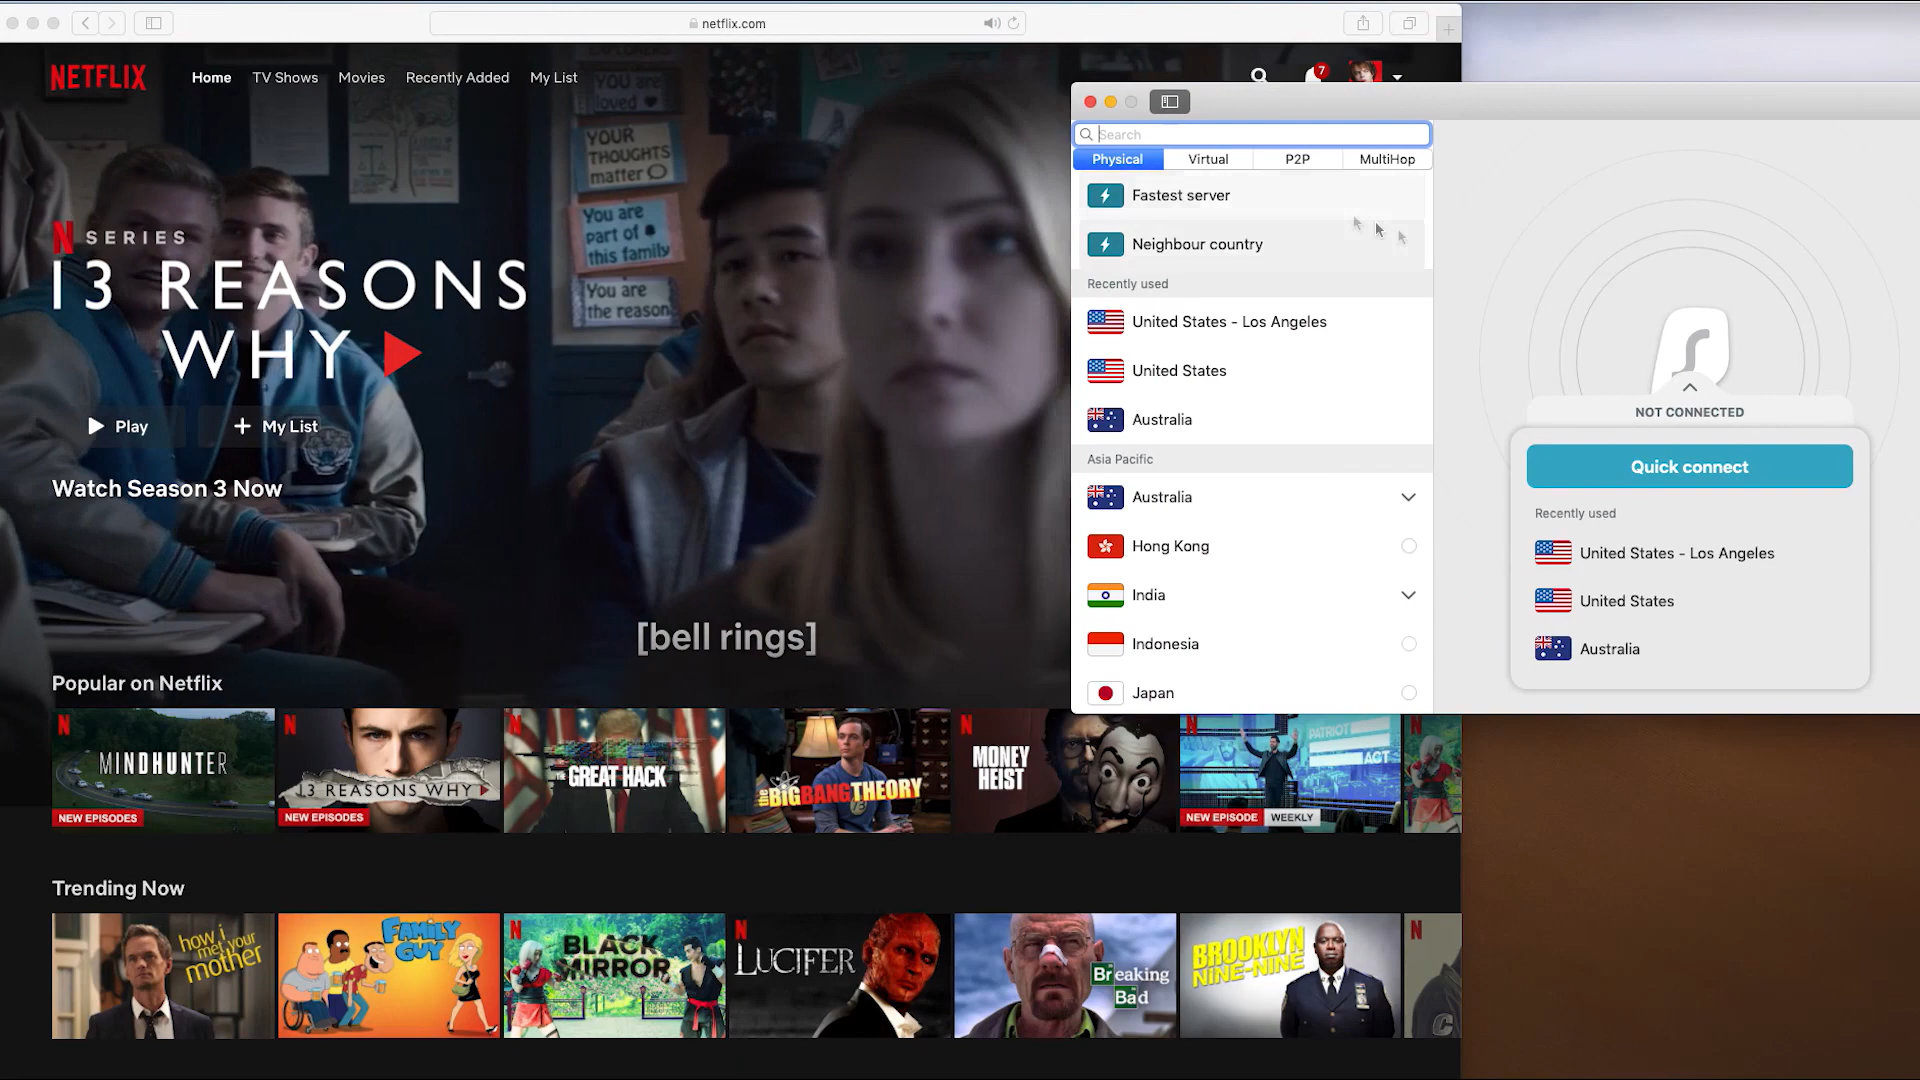 netflix.com
NETFLIX
Home
TV Shows
Movies
Recently Added
My List
7
loved
YOUR
THOUGHTS
matter
You are
part of
this family
You are
the reason
N SERIES
13 REASONS
WHY
Play
My List
Watch Season 3 Now
[bell rings]
Popular on Netflix
MINDHUNTER
NEW EPISODES
13 REASONS WHY
NEW EPISODES
THE GREAT HACK
the BIG BANG THEORY
MONEY
HEIST
PATRIOT
ACT
NEW EPISODE
WEEKLY
Trending Now
how i
met your
mother
FAMILY
GUY
BLACK
MIRROR
LUCIFER
Breaking
Bad
BROOKLYN
NINE-NINE
Search
Physical
Virtual
P2P
MultiHop
Fastest server
Neighbour country
Recently used
United States - Los Angeles
United States
Australia
Asia Pacific
Australia
Hong Kong
India
Indonesia
Japan
NOT CONNECTED
Quick connect
Recently used
United States - Los Angeles
United States
Australia